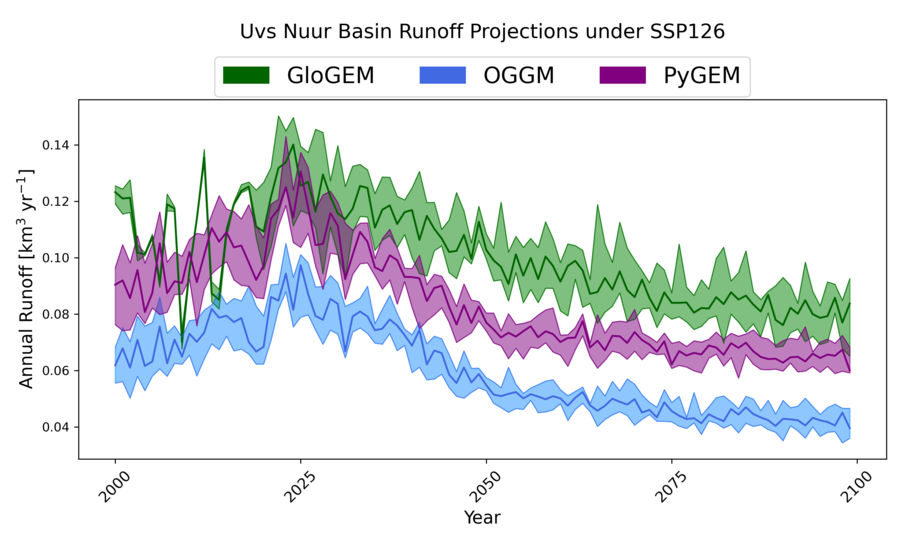 Uvs Nuur Basin Runoff Projections under SSP126
GloGEM OGGM PyGEM
Annual Runoff [km³ yr⁻¹]
0.14
0.12
0.10
0.08
0.06
0.04
2000 2025 2050 2075 2100
Year